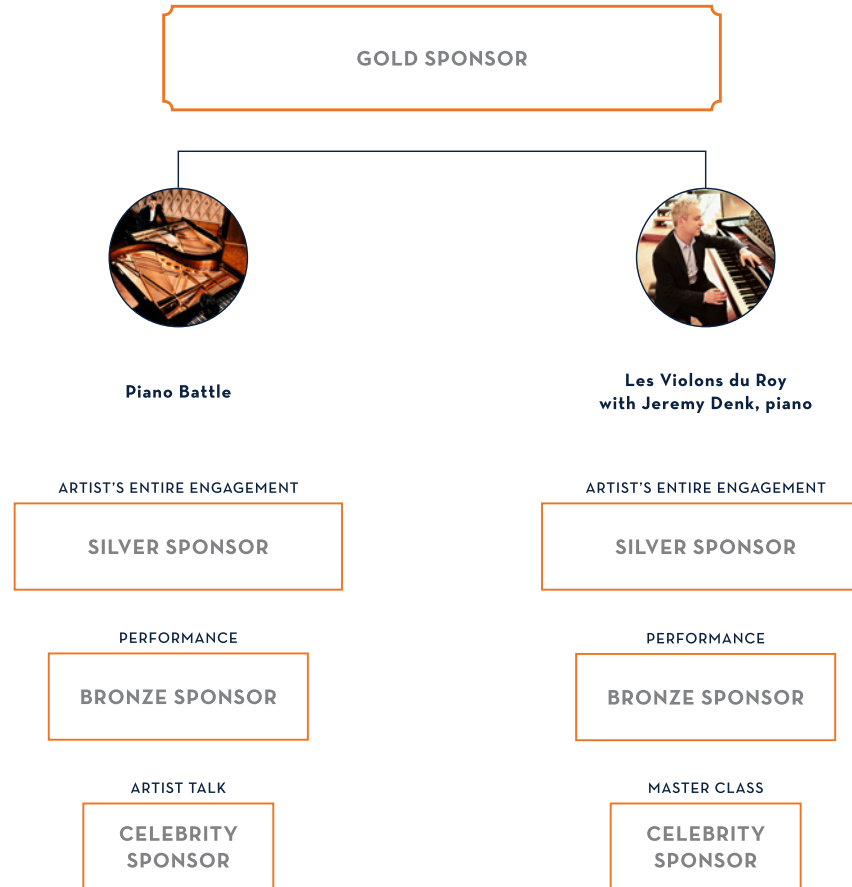 GOLD SPONSOR
Piano Battle
Les Violons du Roy
with Jeremy Denk, piano
ARTIST’S ENTIRE ENGAGEMENT
SILVER SPONSOR
ARTIST’S ENTIRE ENGAGEMENT
SILVER SPONSOR
PERFORMANCE
BRONZE SPONSOR
PERFORMANCE
BRONZE SPONSOR
ARTIST TALK
CELEBRITY
SPONSOR
MASTER CLASS
CELEBRITY
SPONSOR